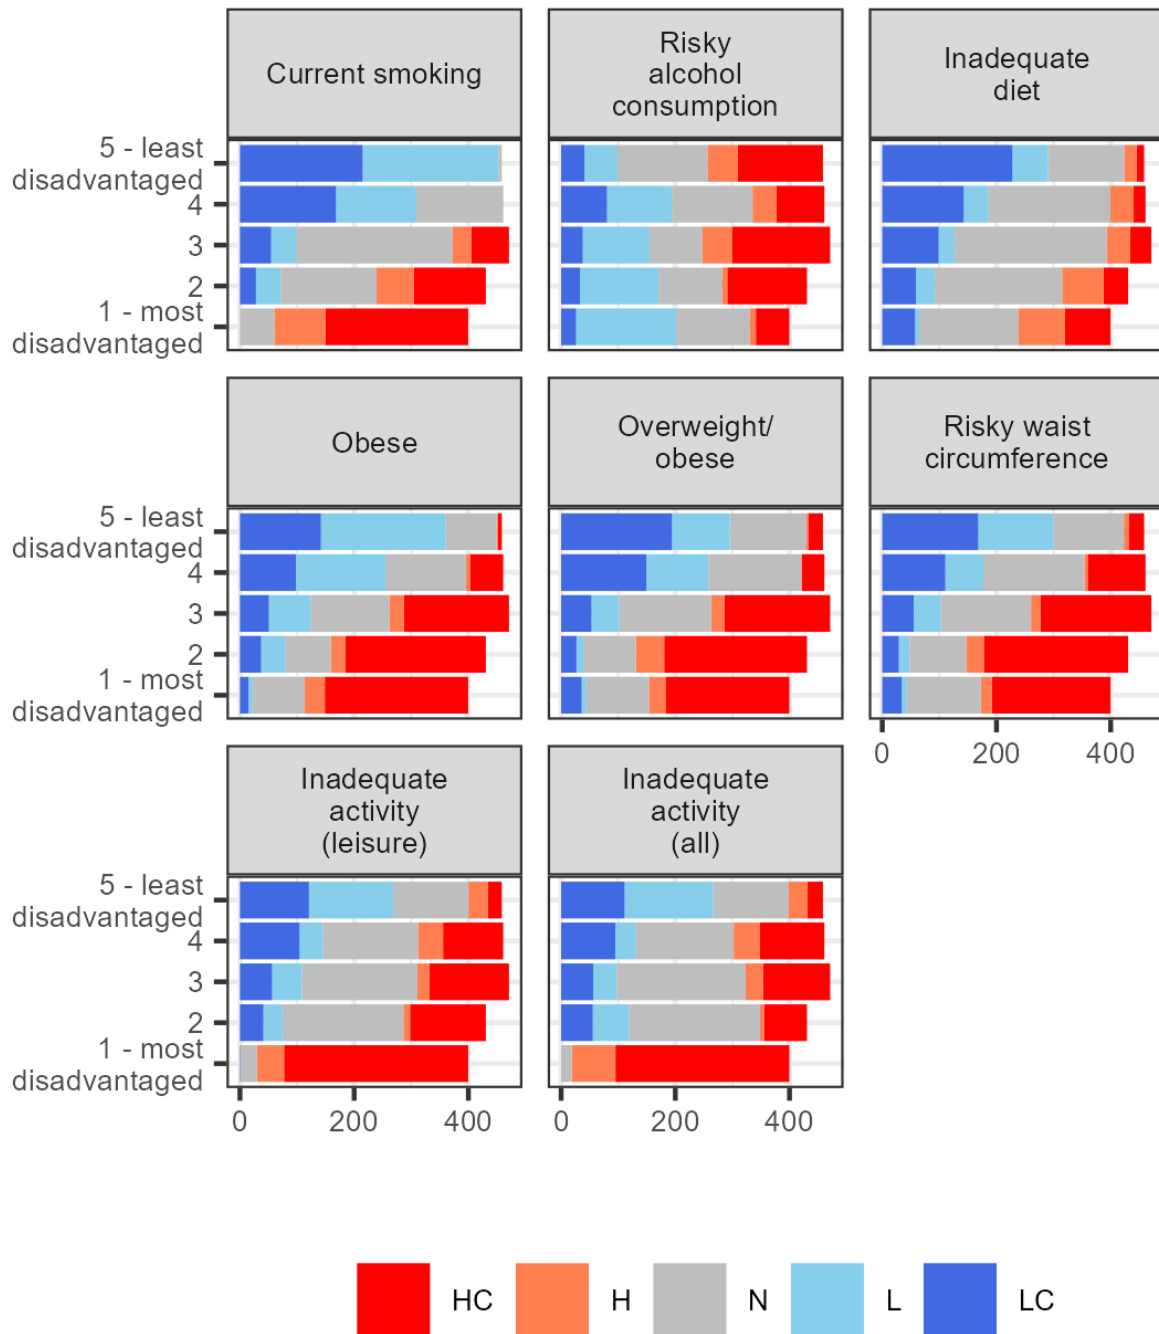 Current smoking
Risky
alcohol
consumption
Inadequate
diet
5 - least
disadvantaged
4
3
2
1 - most
disadvantaged
Obese
Overweight/
obese
Risky waist
circumference
5 - least
disadvantaged
4
3
2
1 - most
disadvantaged
0 200 400
Inadequate
activity
(leisure)
Inadequate
activity
(all)
5 - least
disadvantaged
4
3
2
1 - most
disadvantaged
0 200 400
0 200 400
HC H N L LC